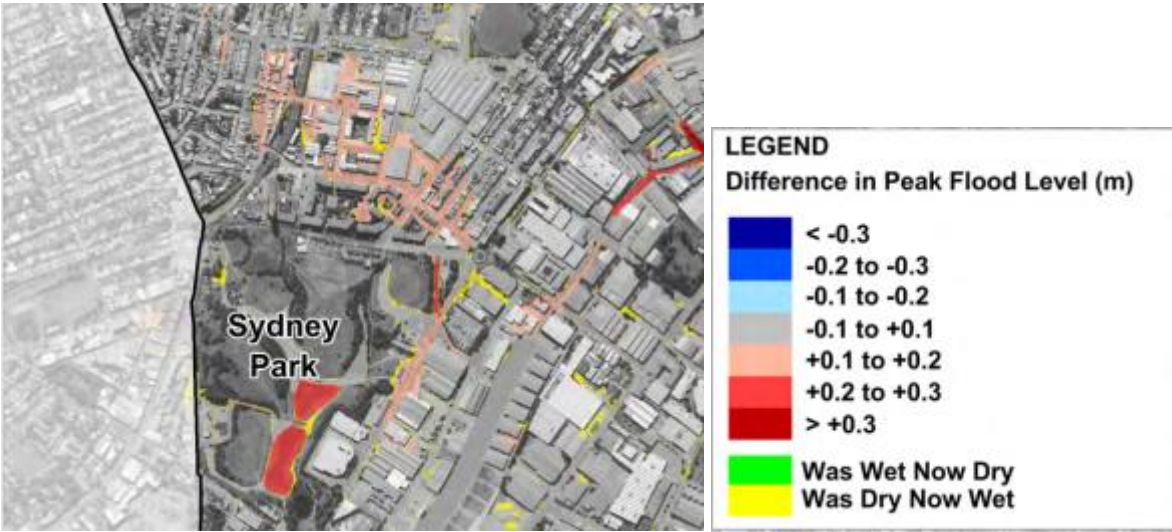 Sydney
Park
LEGEND
Difference in Peak Flood Level (m)
< -0.3
-0.2 to -0.3
-0.1 to -0.2
-0.1 to +0.1
+0.1 to +0.2
+0.2 to +0.3
> +0.3
Was Wet Now Dry
Was Dry Now Wet